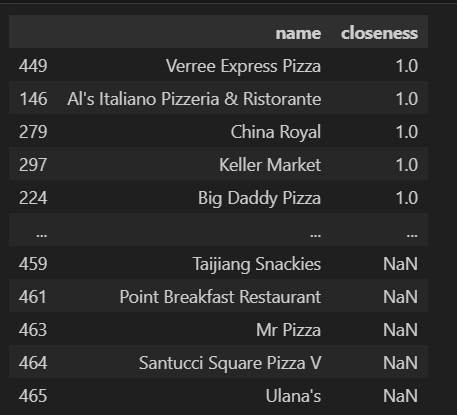 name closeness
449 Verree Express Pizza 1.0
146 Al's Italiano Pizzeria & Ristorante 1.0
279 China Royal 1.0
297 Keller Market 1.0
224 Big Daddy Pizza 1.0
... ... ...
459 Taijiang Snackies NaN
461 Point Breakfast Restaurant NaN
463 Mr Pizza NaN
464 Santucci Square Pizza V NaN
465 Ulana's NaN